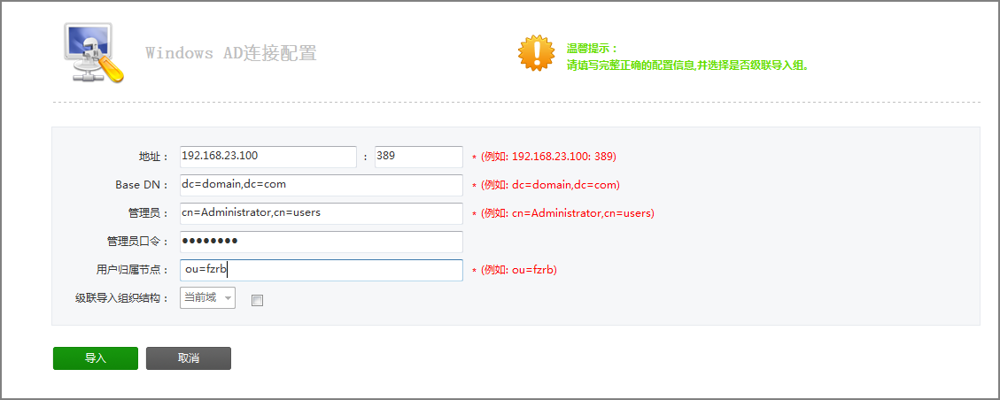 Windows AD连接配置
温馨提示：
请填写完整正确的配置信息,并选择是否级联导入组。
地址： 192.168.23.100 : 389 * (例如: 192.168.23.100: 389)
Base DN： dc=domain,dc=com * (例如: dc=domain,dc=com)
管理员： cn=Administrator,cn=users * (例如: cn=Administrator,cn=users)
管理员口令： ●●●●●●●●
用户归属节点： ou=fzrb * (例如: ou=fzrb)
级联导入组织结构： 当前域
导入 取消